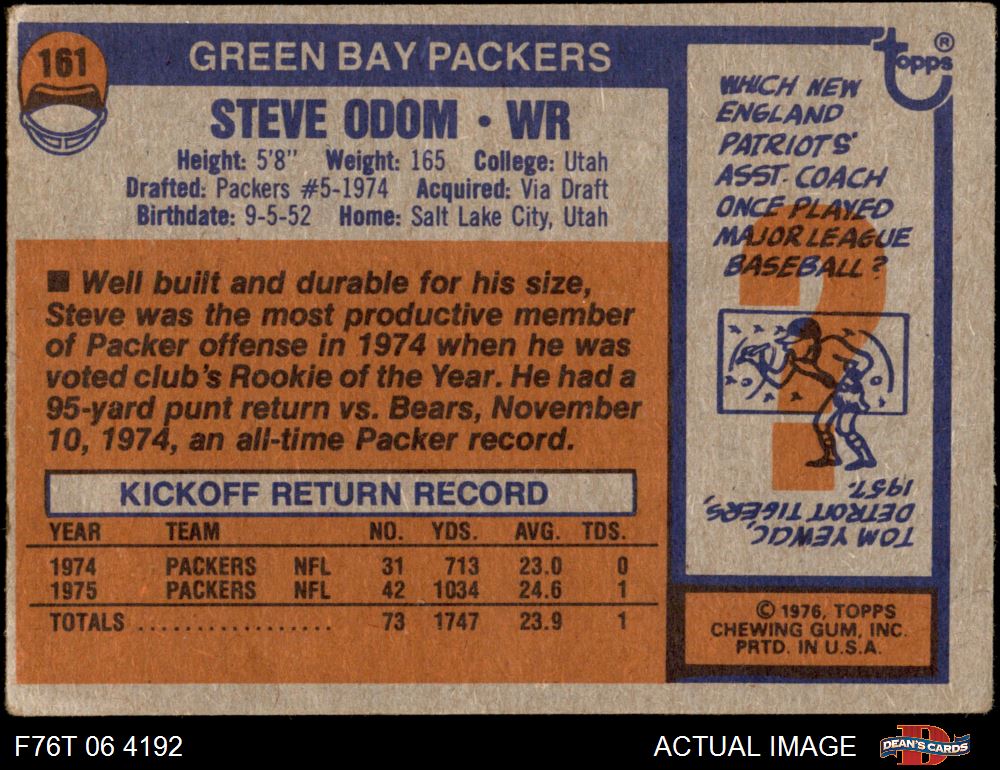 161
GREEN BAY PACKERS
STEVE ODOM • WR
Height: 5'8" Weight: 165 College: Utah
Drafted: Packers #5-1974 Acquired: Via Draft
Birthdate: 9-5-52 Home: Salt Lake City, Utah
■ Well built and durable for his size,
Steve was the most productive member
of Packer offense in 1974 when he was
voted club's Rookie of the Year. He had a
95-yard punt return vs. Bears, November
10, 1974, an all-time Packer record.
KICKOFF RETURN RECORD
YEAR TEAM NO. YDS. AVG. TDS.
1974 PACKERS NFL 31 713 23.0 0
1975 PACKERS NFL 42 1034 24.6 1
TOTALS .................. 73 1747 23.9 1
topps ®
WHICH NEW
ENGLAND
PATRIOTS'
ASST. COACH
ONCE PLAYED
MAJOR LEAGUE
BASEBALL?
?
TOM YEWCIC,
DETROIT TIGERS,
1957.
© 1976, TOPPS
CHEWING GUM, INC.
PRTD. IN U.S.A.
F76T 06 4192
ACTUAL IMAGE
DEAN'S CARDS